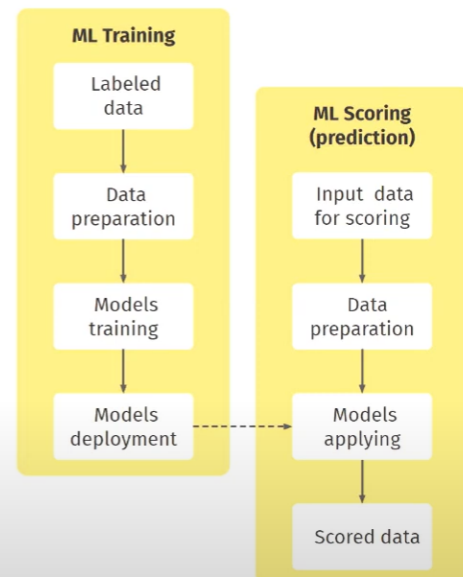 ML Training
Labeled
data
Data
preparation
Models
training
Models
deployment
ML Scoring
(prediction)
Input data
for scoring
Data
preparation
Models
applying
Scored data